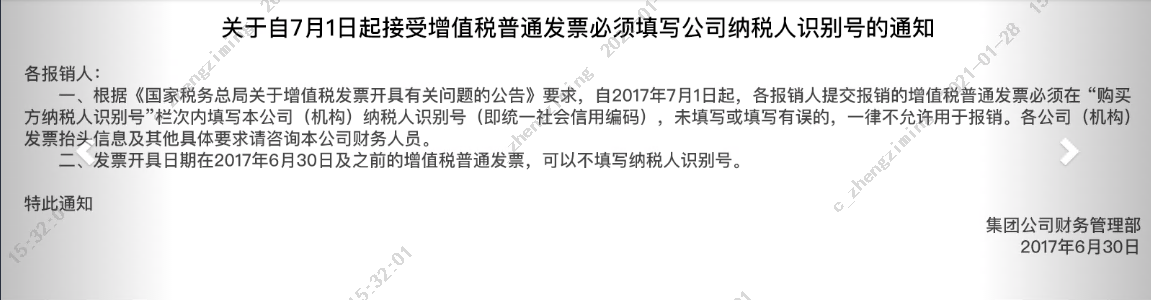 关于自7月1日起接受增值税普通发票必须填写公司纳税人识别号的通知
各报销人：
一、根据《国家税务总局关于增值税发票开具有关问题的公告》要求，自2017年7月1日起，各报销人提交报销的增值税普通发票必须在 “购买
方纳税人识别号”栏次内填写本公司（机构）纳税人识别号（即统一社会信用编码），未填写或填写有误的，一律不允许用于报销。各公司（机构）
发票抬头信息及其他具体要求请咨询本公司财务人员。
二、发票开具日期在2017年6月30日及之前的增值税普通发票，可以不填写纳税人识别号。
特此通知
集团公司财务管理部
2017年6月30日
c_zhengziming
2021-01-28
15:32:01